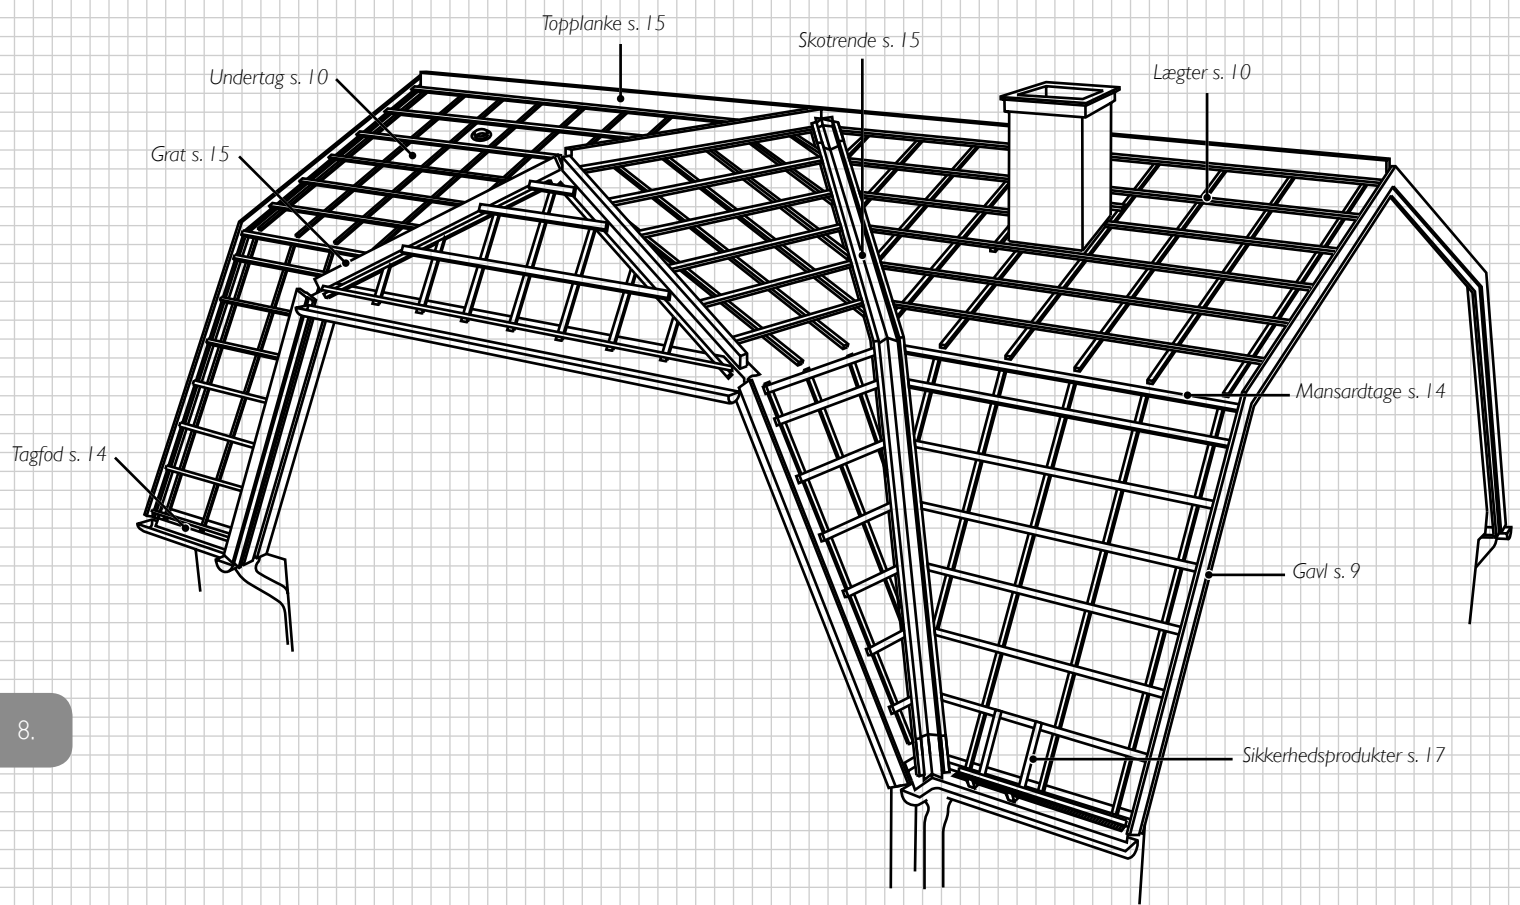 Topplanke s. 15
Skotrende s. 15
Lægter s. 10
Undertag s. 10
Grat s. 15
Mansardtage s. 14
Tagfod s. 14
Gavl s. 9
8.
Sikkerhedsprodukter s. 17